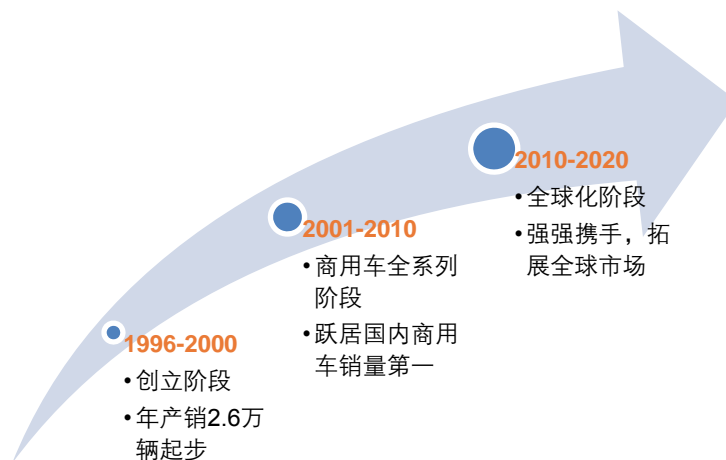 1996-2000
•创立阶段
•年产销2.6万
辆起步
2001-2010
•商用车全系列
阶段
•跃居国内商用
车销量第一
2010-2020
•全球化阶段
•强强携手，拓
展全球市场